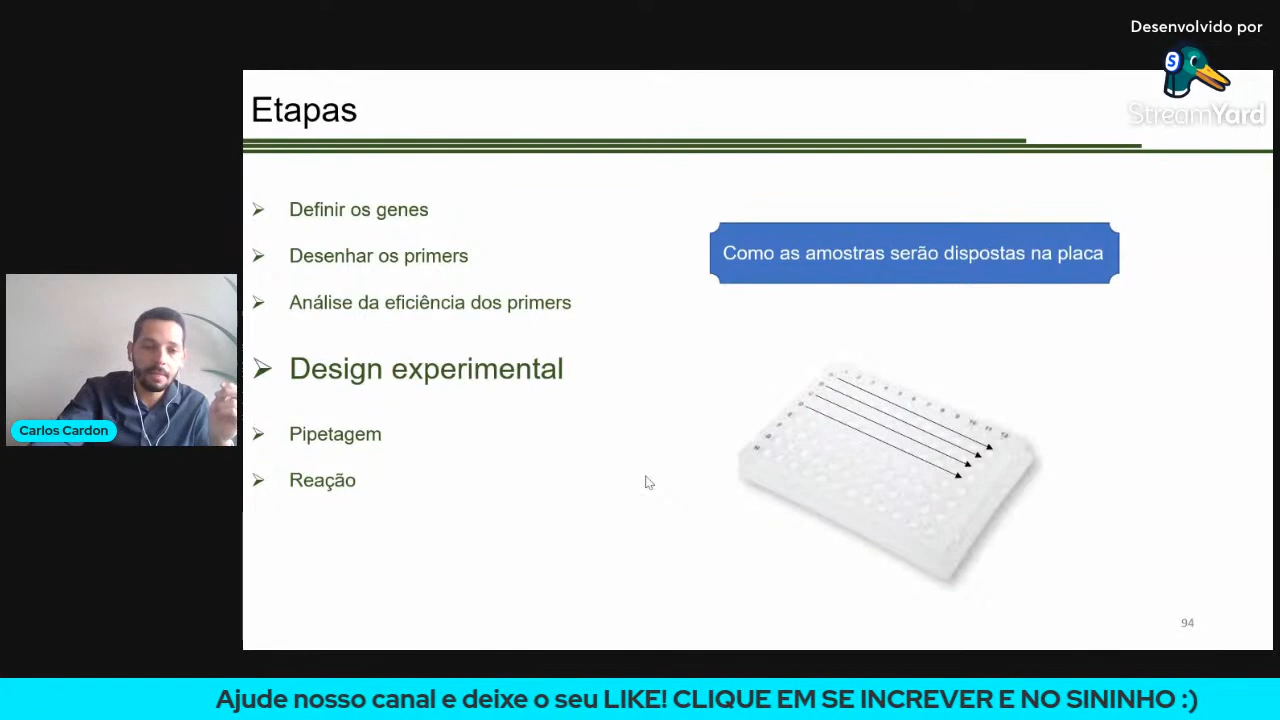 Desenvolvido por
StreamYard
Etapas
Definir os genes
Desenhar os primers
Análise da eficiência dos primers
Design experimental
Pipetagem
Reação
Como as amostras serão dispostas na placa
Carlos Cardon
94
Ajude nosso canal e deixe o seu LIKE! CLIQUE EM SE INCREVER E NO SININHO :)